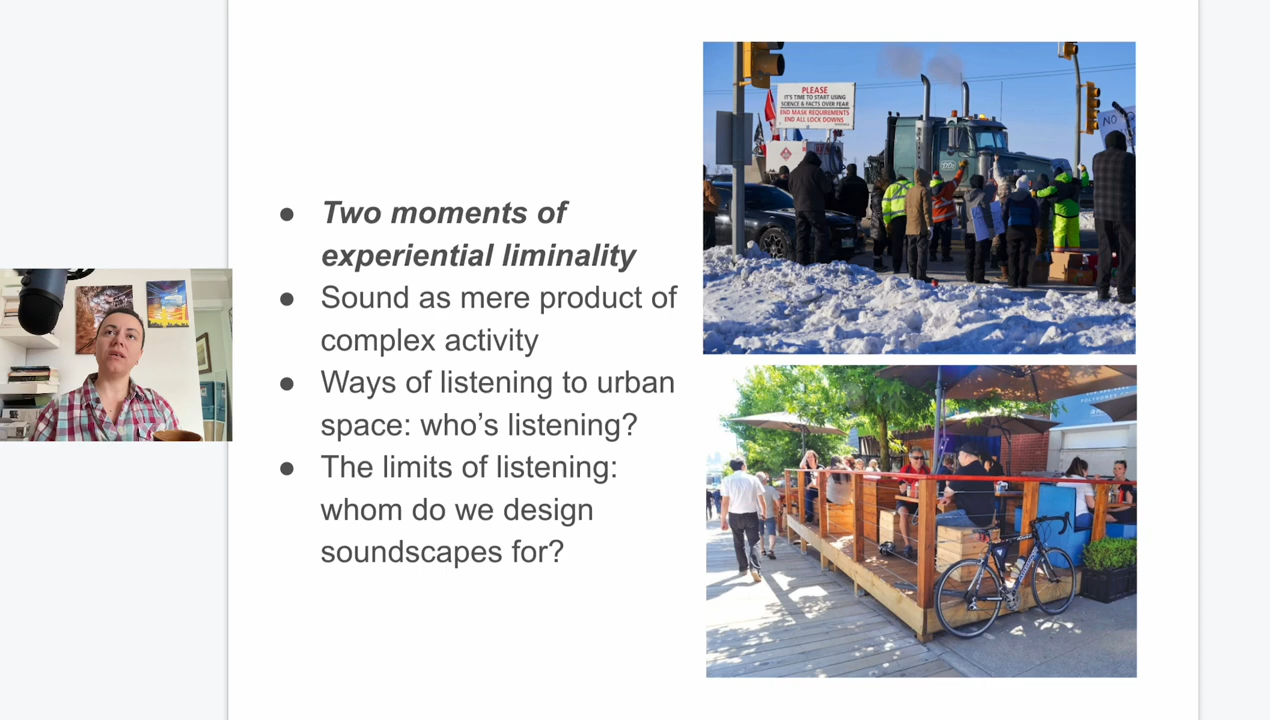 ● Two moments of
experiential liminality
● Sound as mere product of
complex activity
● Ways of listening to urban
space: who’s listening?
● The limits of listening:
whom do we design
soundscapes for?
PLEASE
IT'S TIME TO START USING
SCIENCE & FACTS OVER FEAR
END MASK REQUIREMENTS
END ALL LOCK DOWNS
NO